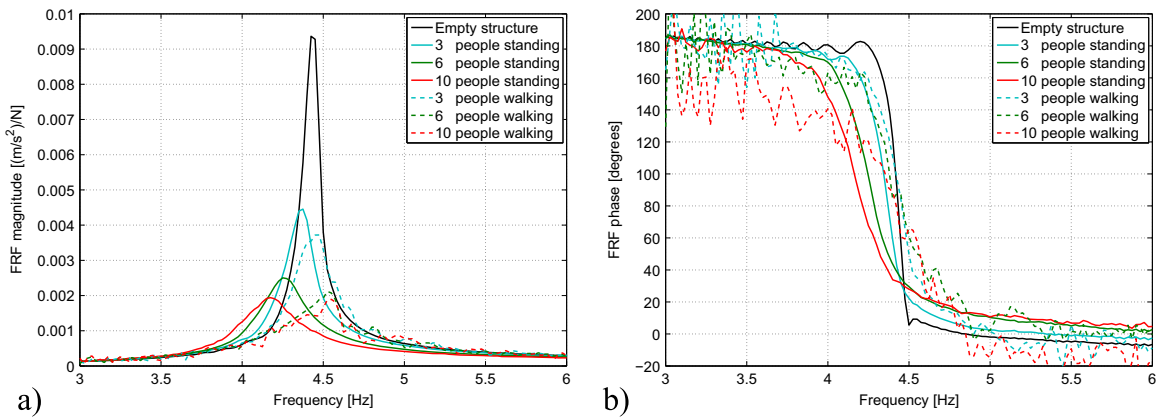 0.01
0.009
0.008
0.007
0.006
0.005
0.004
0.003
0.002
0.001
0
FRF magnitude [(m/s²)/N]
Empty structure
3 people standing
6 people standing
10 people standing
3 people walking
6 people walking
10 people walking
3 3.5 4 4.5 5 5.5 6
Frequency [Hz]
a)
200
180
160
140
120
100
80
60
40
20
0
−20
FRF phase [degrees]
Empty structure
3 people standing
6 people standing
10 people standing
3 people walking
6 people walking
10 people walking
3 3.5 4 4.5 5 5.5 6
Frequency [Hz]
b)